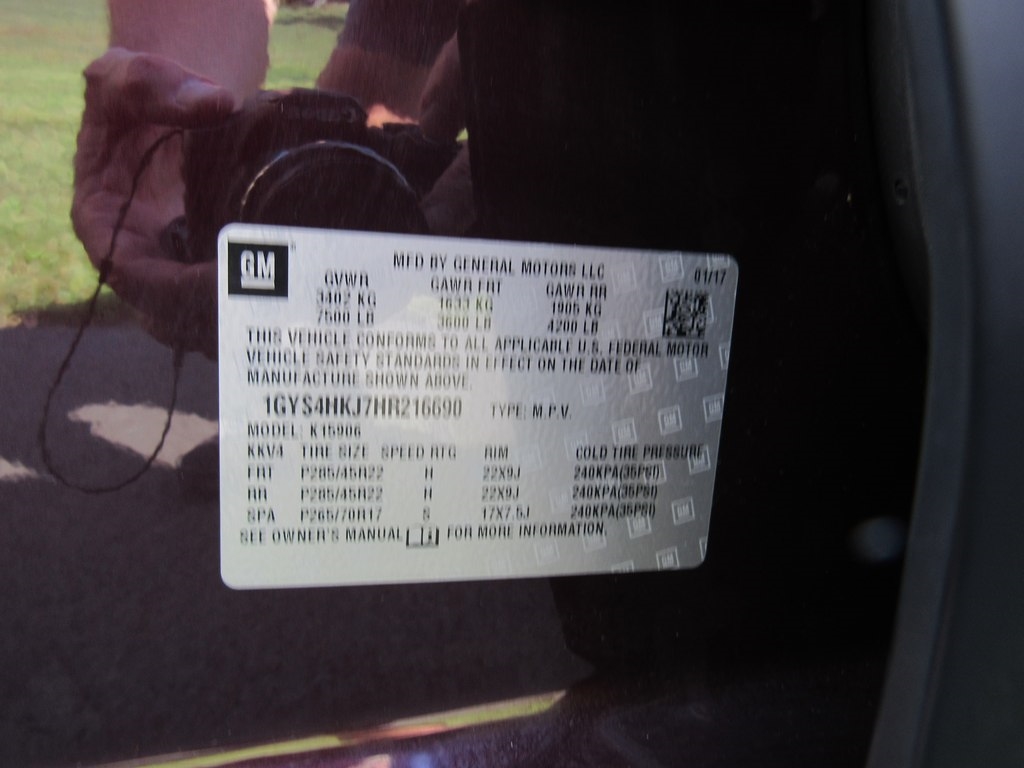 GM
MFD BY GENERAL MOTORS LLC 01/17
GVWR GAWR FRT GAWR RR
3402 KG 1633 KG 1905 KG
7500 LB 3600 LB 4200 LB
THIS VEHICLE CONFORMS TO ALL APPLICABLE U.S. FEDERAL MOTOR
VEHICLE SAFETY STANDARDS IN EFFECT ON THE DATE OF
MANUFACTURE SHOWN ABOVE.
1GYS4HKJ7HR216690 TYPE: M.P.V.
MODEL: K15906
KKV4 TIRE SIZE SPEED RTG RIM COLD TIRE PRESSURE
FRT P285/45R22 H 22X9J 240KPA(35PSI)
RR P285/45R22 H 22X9J 240KPA(35PSI)
SPA P265/70R17 S 17X7.5J 240KPA(35PSI)
SEE OWNER'S MANUAL FOR MORE INFORMATION.